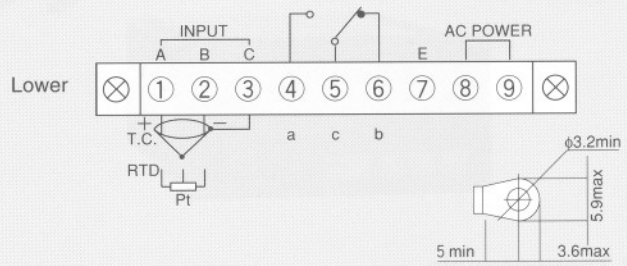 INPUT
AC POWER
A B C E
Lower
1 2 3 4 5 6 7 8 9
+ −
T.C.
a c b
RTD
Pt
ϕ3.2min
5.9max
5 min
3.6max